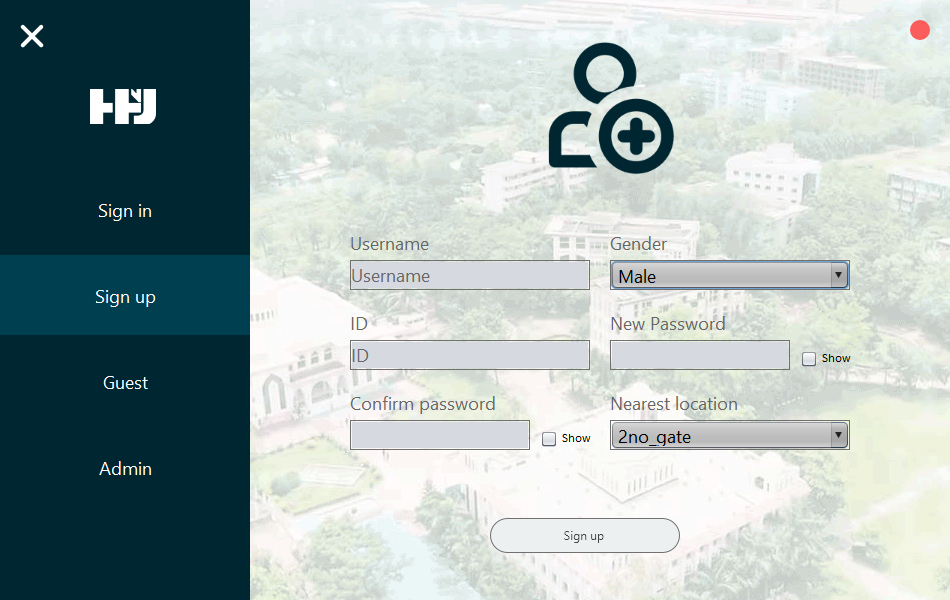 Sign in
Sign up
Guest
Admin
Username
Gender
Username
Male
ID
New Password
ID
Show
Confirm password
Nearest location
Show
2no_gate
Sign up